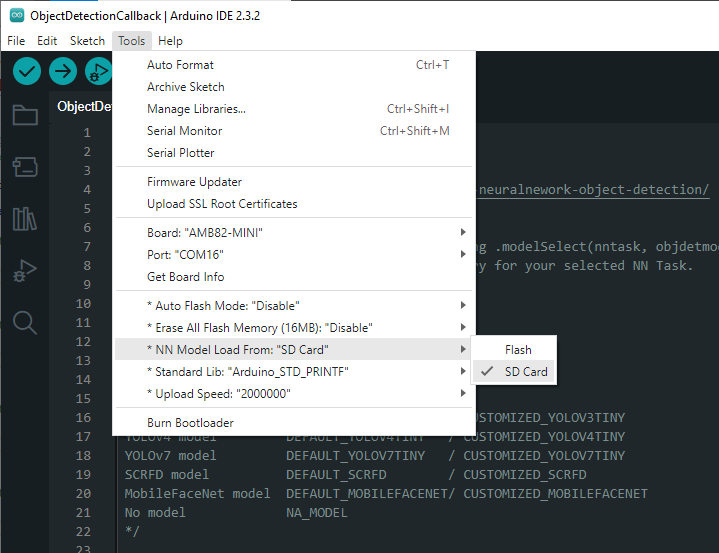 ObjectDetectionCallback | Arduino IDE 2.3.2
File Edit Sketch Tools Help
Auto Format Ctrl+T
Archive Sketch
Manage Libraries... Ctrl+Shift+I
Serial Monitor Ctrl+Shift+M
Serial Plotter
Firmware Updater
Upload SSL Root Certificates
Board: "AMB82-MINI"
Port: "COM16"
Get Board Info
* Auto Flash Mode: "Disable"
* Erase All Flash Memory (16MB): "Disable"
* NN Model Load From: "SD Card"
* Standard Lib: "Arduino_STD_PRINTF"
* Upload Speed: "2000000"
Burn Bootloader
Flash
SD Card
ObjectDet
1
2
3
4 -neuralnework-object-detection/
5
6
7 ng .modelSelect(nntask, objdetmo
8 ry for your selected NN Task.
9
10
11
12
13
14
15
16 / CUSTOMIZED_YOLOV3TINY
17 YOLOv4 model DEFAULT_YOLOV4TINY / CUSTOMIZED_YOLOV4TINY
18 YOLOv7 model DEFAULT_YOLOV7TINY / CUSTOMIZED_YOLOV7TINY
19 SCRFD model DEFAULT_SCRFD / CUSTOMIZED_SCRFD
20 MobileFaceNet model DEFAULT_MOBILEFACENET/ CUSTOMIZED_MOBILEFACENET
21 No model NA_MODEL
22 */
23